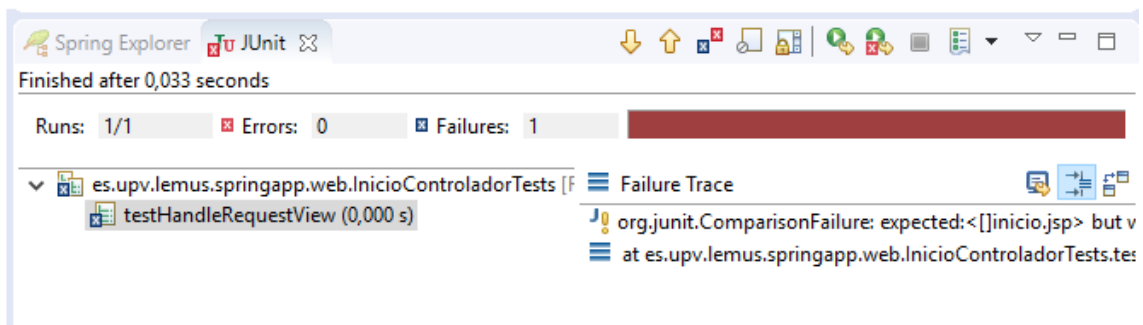 Spring Explorer JUnit
Finished after 0,033 seconds
Runs: 1/1 Errors: 0 Failures: 1
es.upv.lemus.springapp.web.InicioControladorTests
testHandleRequestView (0,000 s)
Failure Trace
org.junit.ComparisonFailure: expected:<[]inicio.jsp> but
at es.upv.lemus.springapp.web.InicioControladorTests.tes